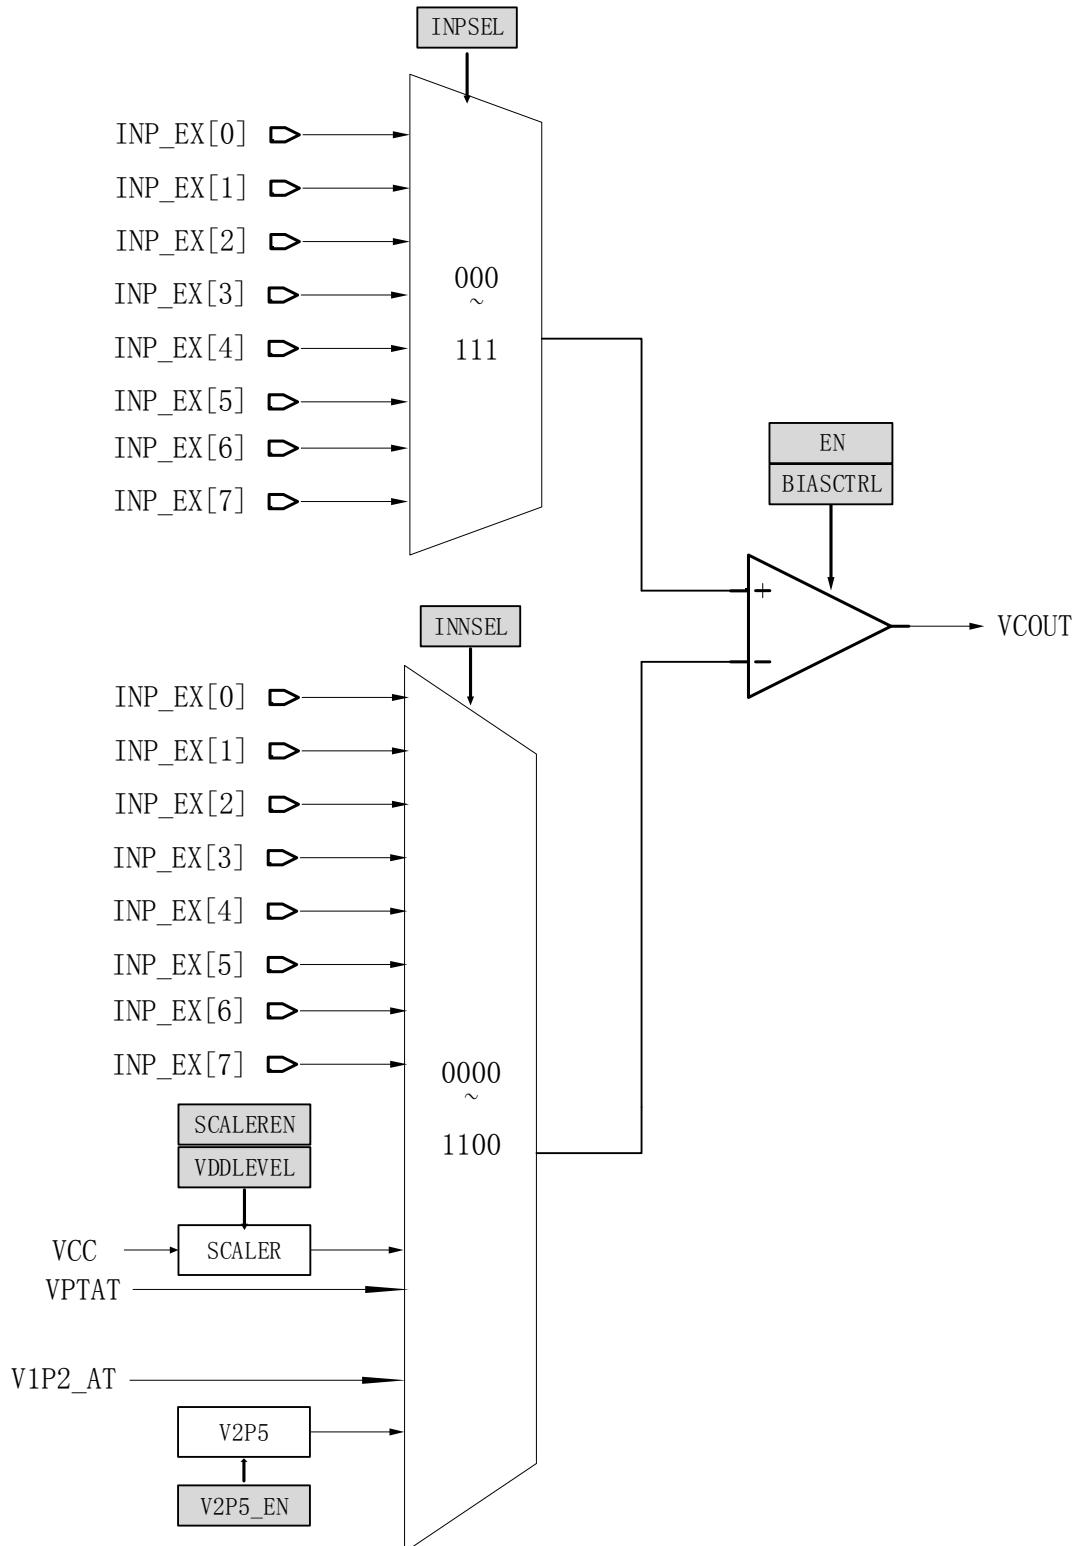 INPSEL
INP_EX[0]
INP_EX[1]
INP_EX[2]
INP_EX[3]
INP_EX[4]
INP_EX[5]
INP_EX[6]
INP_EX[7]
000
~
111
EN
BIASCTRL
+
−
VCOUT
INNSEL
INP_EX[0]
INP_EX[1]
INP_EX[2]
INP_EX[3]
INP_EX[4]
INP_EX[5]
INP_EX[6]
INP_EX[7]
0000
~
1100
SCALEREN
VDDLEVEL
VCC
SCALER
VPTAT
V1P2_AT
V2P5
V2P5_EN